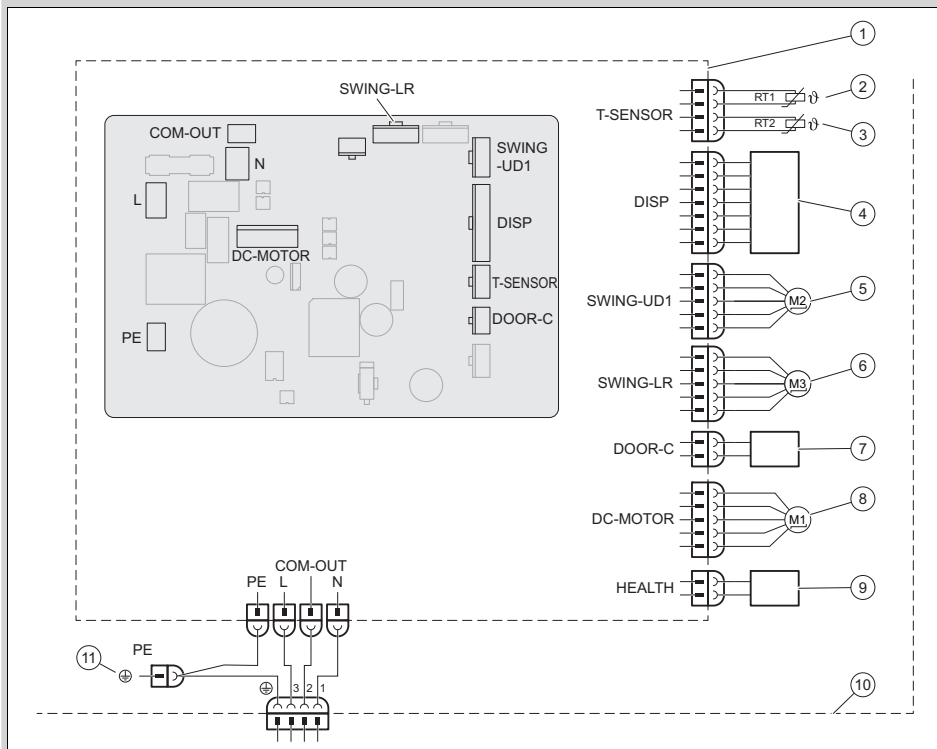 1
SWING-LR
T-SENSOR
RT1 ϑ
2
RT2 ϑ
3
COM-OUT
N
L
SWING
-UD1
DISP
DC-MOTOR
T-SENSOR
DOOR-C
PE
DISP
4
SWING-UD1
M2
5
SWING-LR
M3
6
DOOR-C
7
DC-MOTOR
M1
8
HEALTH
9
COM-OUT
PE L N
PE
11
3 2 1
10